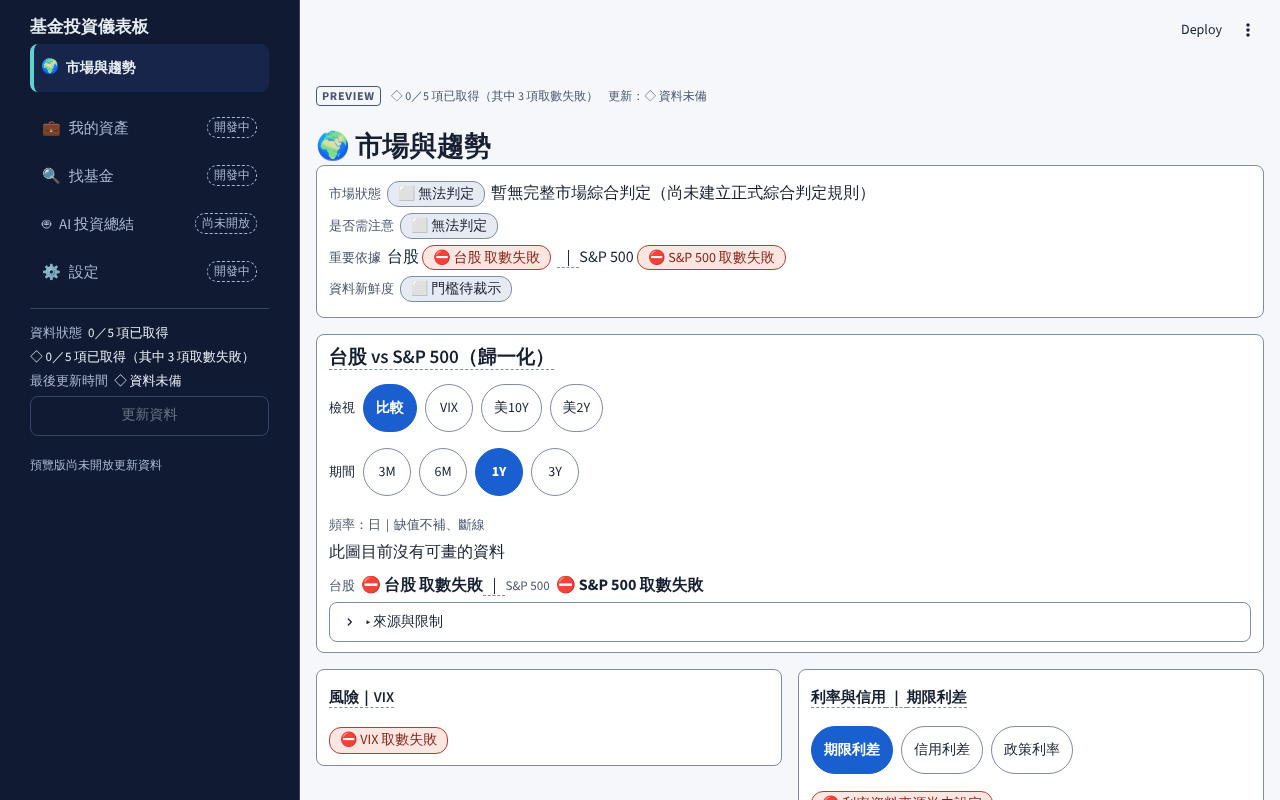 基金投資儀表板
市場與趨勢
我的資產 開發中
找基金 開發中
AI 投資總結 尚未開放
設定 開發中
資料狀態 0／5 項已取得
◇ 0／5 項已取得（其中 3 項取數失敗）
最後更新時間 ◇ 資料未備
更新資料
預覽版尚未開放更新資料
Deploy
PREVIEW ◇ 0／5 項已取得（其中 3 項取數失敗） 更新：◇ 資料未備
市場與趨勢
市場狀態 無法判定 暫無完整市場綜合判定（尚未建立正式綜合判定規則）
是否需注意 無法判定
重要依據 台股 台股 取數失敗 ｜ S&P 500 S&P 500 取數失敗
資料新鮮度 門檻待裁示
台股 vs S&P 500（歸一化）
檢視 比較 VIX 美10Y 美2Y
期間 3M 6M 1Y 3Y
頻率：日｜缺值不補、斷線
此圖目前沒有可畫的資料
台股 台股 取數失敗 ｜ S&P 500 S&P 500 取數失敗
▸ 來源與限制
風險｜VIX
VIX 取數失敗
利率與信用 ｜ 期限利差
期限利差 信用利差 政策利率
利率資料來源尚未設定